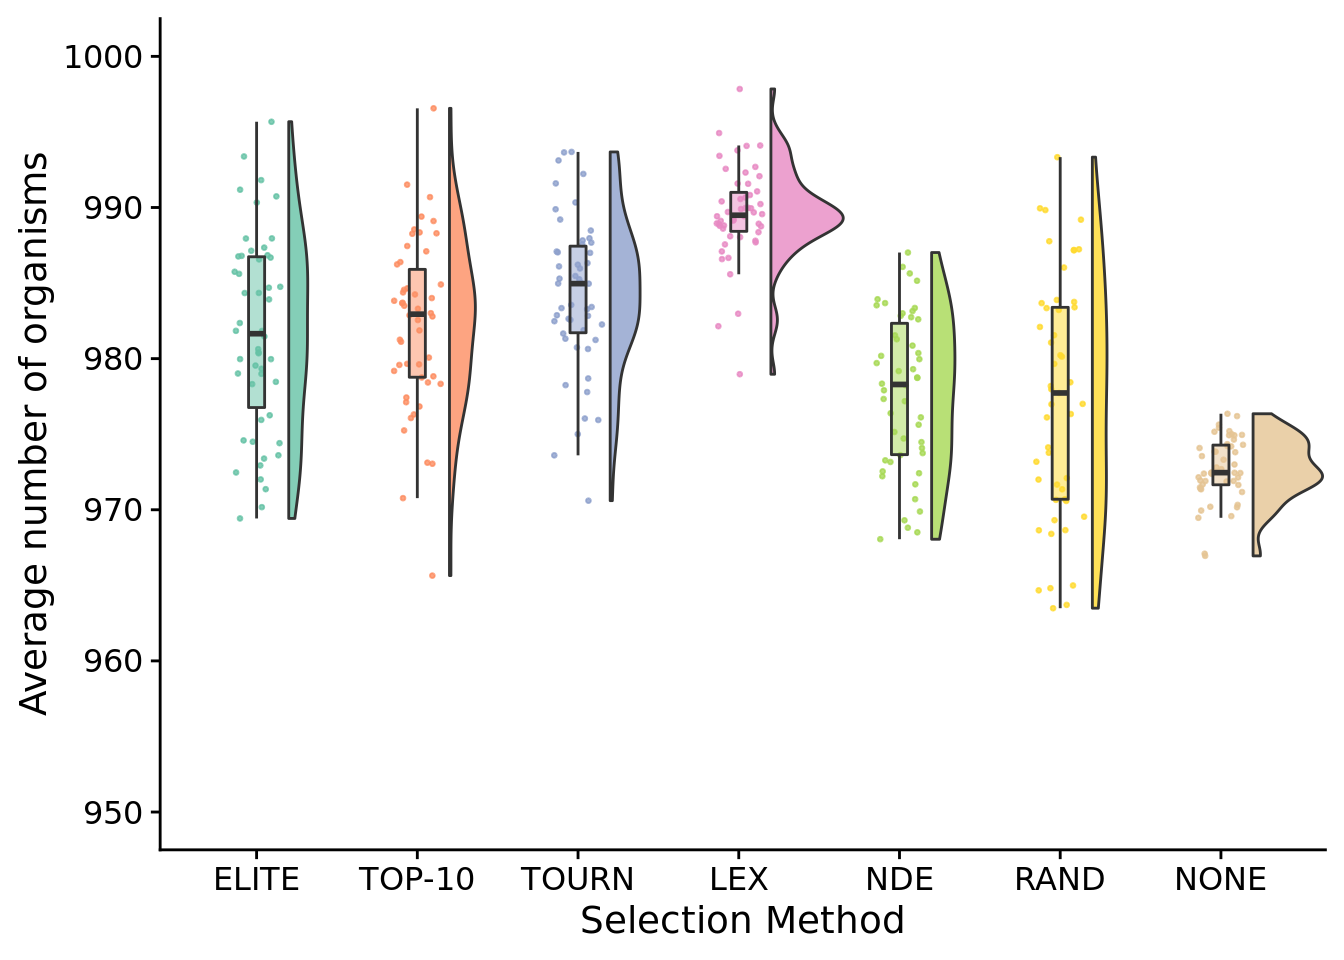 Average number of organisms
1000
990
980
970
960
950
ELITE TOP-10 TOURN LEX NDE RAND NONE
Selection Method